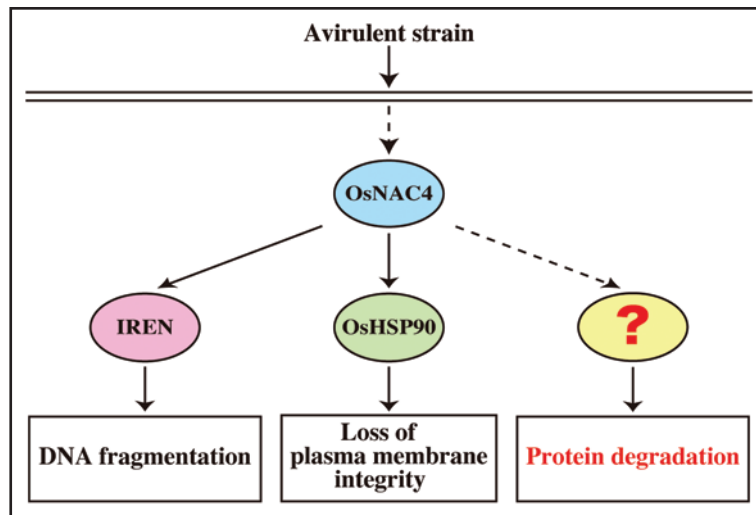 Avirulent strain
OsNAC4
IREN
OsHSP90
?
DNA fragmentation
Loss of
plasma membrane
integrity
Protein degradation